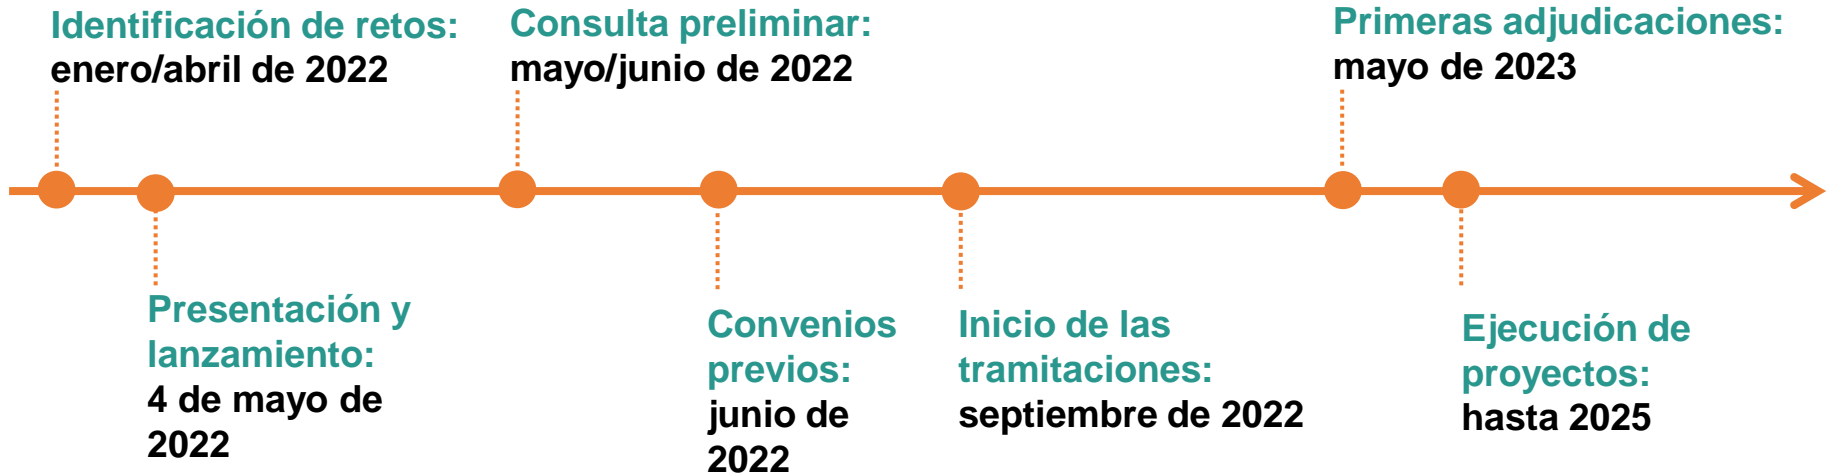 Identificación de retos:
enero/abril de 2022
Presentación y
lanzamiento:
4 de mayo de
2022
Consulta preliminar:
mayo/junio de 2022
Convenios
previos:
junio de
2022
Inicio de las
tramitaciones:
septiembre de 2022
Primeras adjudicaciones:
mayo de 2023
Ejecución de
proyectos:
hasta 2025